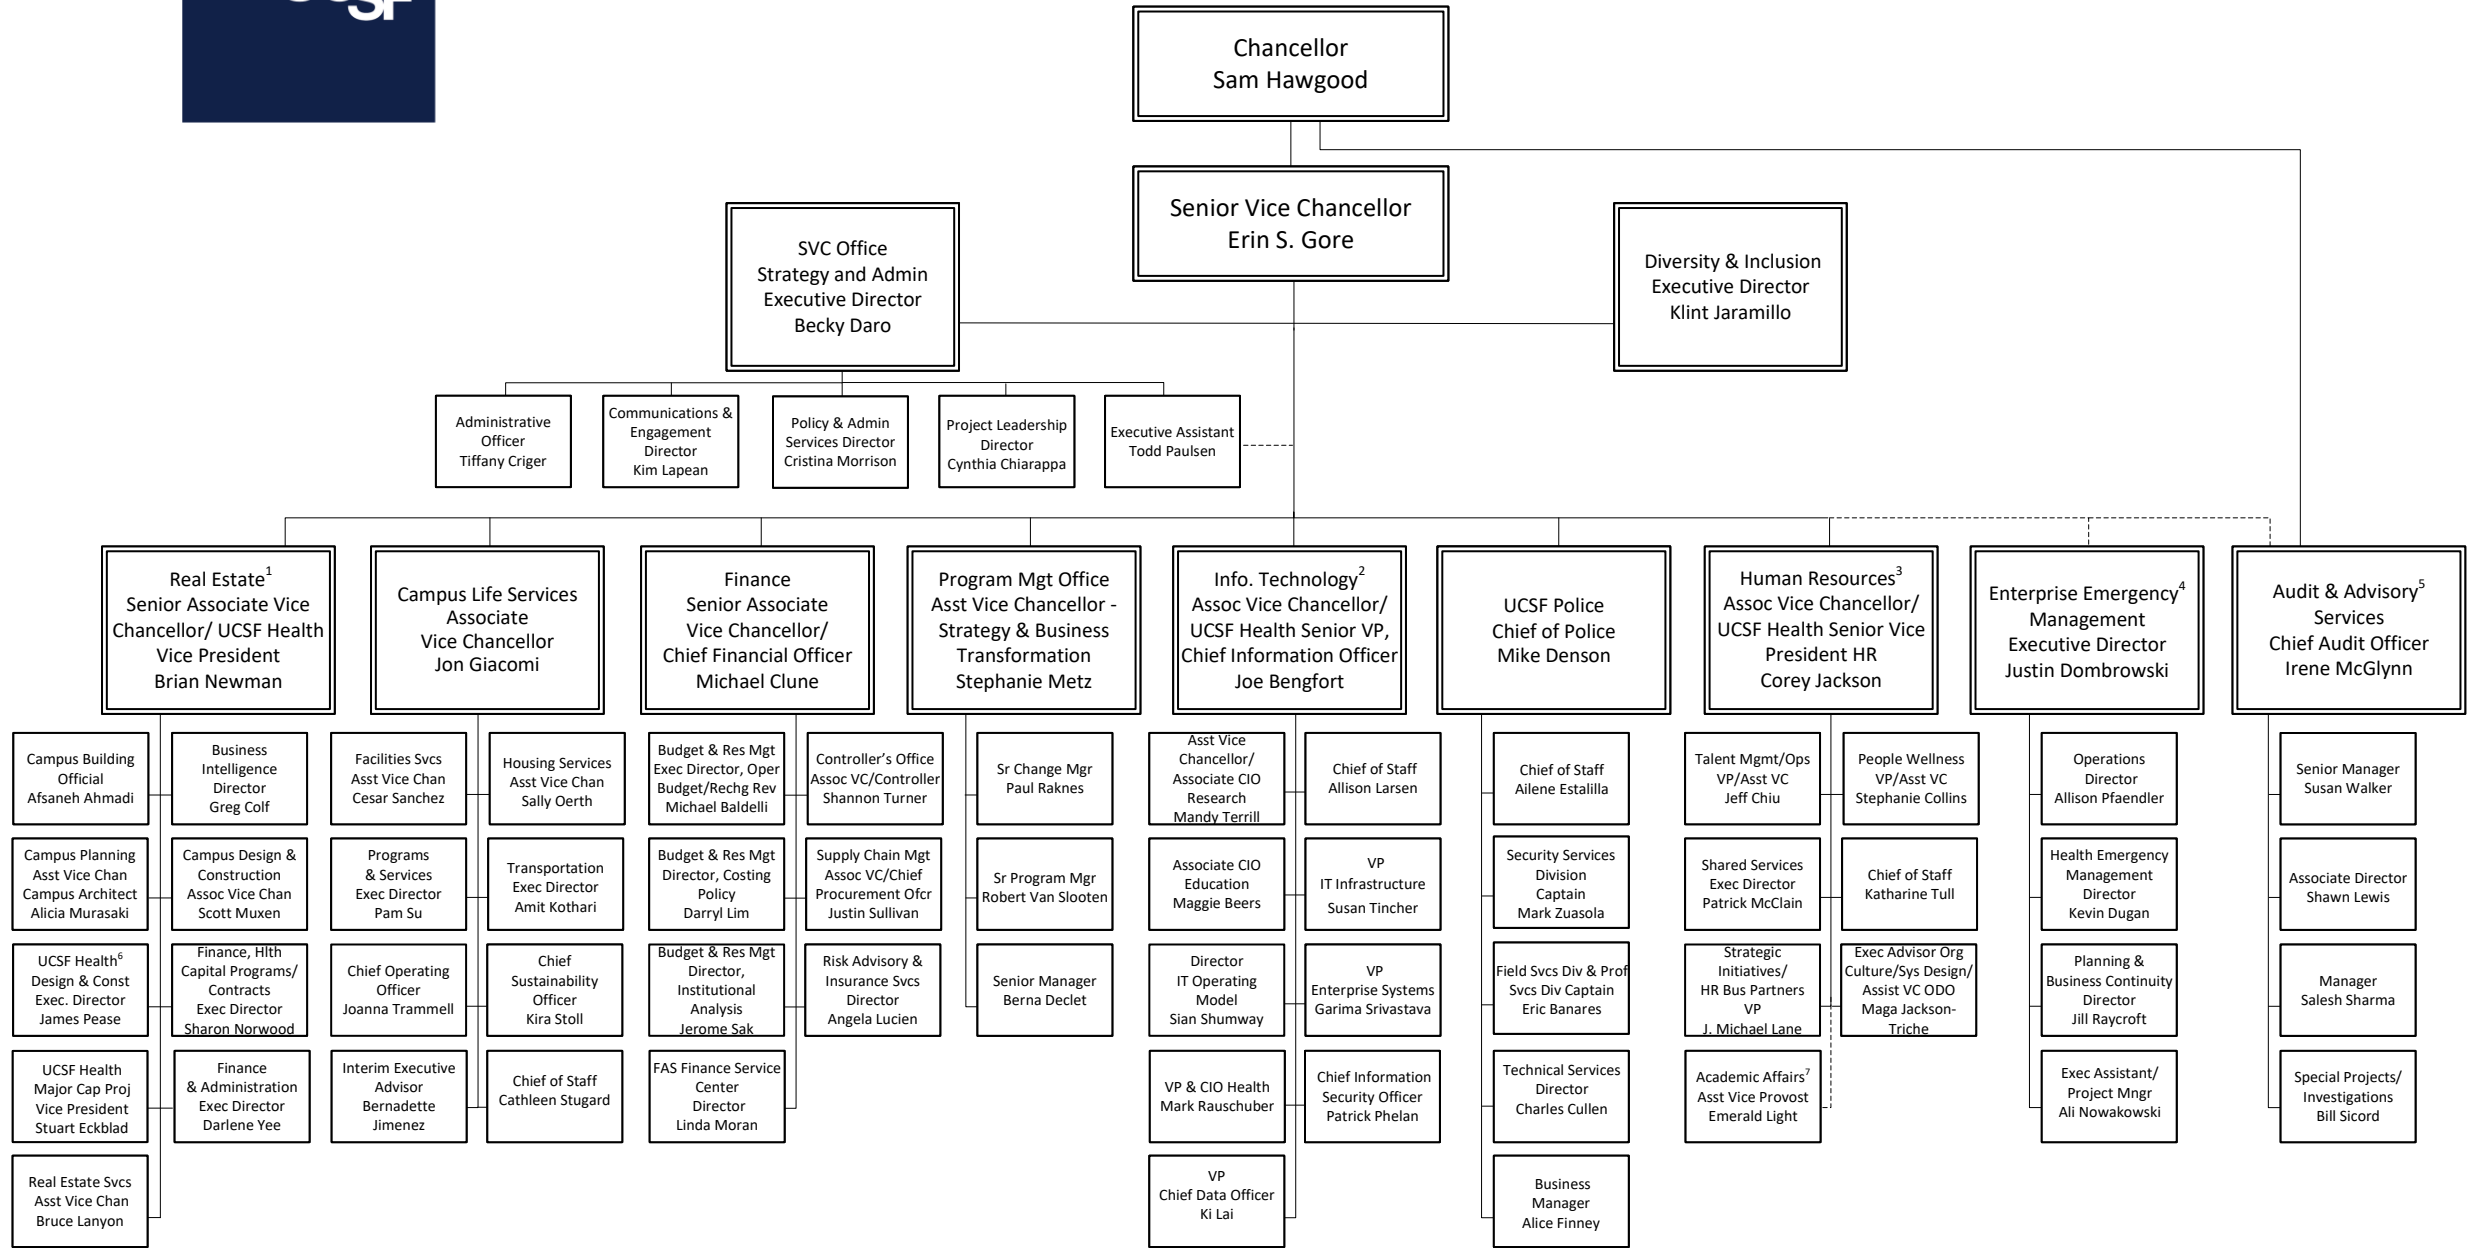 UCSF
Chancellor
Sam Hawgood
Senior Vice Chancellor
Erin S. Gore
SVC Office
Strategy and Admin
Executive Director
Becky Daro
Diversity & Inclusion
Executive Director
Klint Jaramillo
Administrative
Officer
Tiffany Criger
Communications &
Engagement
Director
Kim Lapean
Policy & Admin
Services Director
Cristina Morrison
Project Leadership
Director
Cynthia Chiarappa
Executive Assistant
Todd Paulsen
Real Estate1
Senior Associate Vice
Chancellor/ UCSF Health
Vice President
Brian Newman
Campus Life Services
Associate
Vice Chancellor
Jon Giacomi
Finance
Senior Associate
Vice Chancellor/
Chief Financial Officer
Michael Clune
Program Mgt Office
Asst Vice Chancellor -
Strategy & Business
Transformation
Stephanie Metz
Info. Technology2
Assoc Vice Chancellor/
UCSF Health Senior VP,
Chief Information Officer
Joe Bengfort
UCSF Police
Chief of Police
Mike Denson
Human Resources3
Assoc Vice Chancellor/
UCSF Health Senior Vice
President HR
Corey Jackson
Enterprise Emergency4
Management
Executive Director
Justin Dombrowski
Audit & Advisory5
Services
Chief Audit Officer
Irene McGlynn
Campus Building
Official
Afsaneh Ahmadi
Business
Intelligence
Director
Greg Colf
Campus Planning
Asst Vice Chan
Campus Architect
Alicia Murasaki
Campus Design &
Construction
Assoc Vice Chan
Scott Muxen
UCSF Health6
Design & Const
Exec. Director
James Pease
Finance, Hlth
Capital Programs/
Contracts
Exec Director
Sharon Norwood
UCSF Health
Major Cap Proj
Vice President
Stuart Eckblad
Finance
& Administration
Exec Director
Darlene Yee
Real Estate Svcs
Asst Vice Chan
Bruce Lanyon
Facilities Svcs
Asst Vice Chan
Cesar Sanchez
Housing Services
Asst Vice Chan
Sally Oerth
Programs
& Services
Exec Director
Pam Su
Transportation
Exec Director
Amit Kothari
Chief Operating
Officer
Joanna Trammell
Chief
Sustainability
Officer
Kira Stoll
Interim Executive
Advisor
Bernadette
Jimenez
Chief of Staff
Cathleen Stugard
Budget & Res Mgt
Exec Director, Oper
Budget/Rechg Rev
Michael Baldelli
Controller’s Office
Assoc VC/Controller
Shannon Turner
Budget & Res Mgt
Director, Costing
Policy
Darryl Lim
Supply Chain Mgt
Assoc VC/Chief
Procurement Ofcr
Justin Sullivan
Budget & Res Mgt
Director,
Institutional
Analysis
Jerome Sak
Risk Advisory &
Insurance Svcs
Director
Angela Lucien
FAS Finance Service
Center
Director
Linda Moran
Sr Change Mgr
Paul Raknes
Sr Program Mgr
Robert Van Slooten
Senior Manager
Berna Declet
Asst Vice
Chancellor/
Associate CIO
Research
Mandy Terrill
Chief of Staff
Allison Larsen
Associate CIO
Education
Maggie Beers
VP
IT Infrastructure
Susan Tincher
Director
IT Operating
Model
Sian Shumway
VP
Enterprise Systems
Garima Srivastava
VP & CIO Health
Mark Rauschuber
Chief Information
Security Officer
Patrick Phelan
VP
Chief Data Officer
Ki Lai
Chief of Staff
Ailene Estalilla
Security Services
Division
Captain
Mark Zuasola
Field Svcs Div & Prof
Svcs Div Captain
Eric Banares
Technical Services
Director
Charles Cullen
Business
Manager
Alice Finney
Talent Mgmt/Ops
VP/Asst VC
Jeff Chiu
People Wellness
VP/Asst VC
Stephanie Collins
Shared Services
Exec Director
Patrick McClain
Chief of Staff
Katharine Tull
Strategic
Initiatives/
HR Bus Partners
VP
J. Michael Lane
Exec Advisor Org
Culture/Sys Design/
Assist VC ODO
Maga Jackson-
Triche
Academic Affairs7
Asst Vice Provost
Emerald Light
Operations
Director
Allison Pfaendler
Health Emergency
Management
Director
Kevin Dugan
Planning &
Business Continuity
Director
Jill Raycroft
Exec Assistant/
Project Mngr
Ali Nowakowski
Senior Manager
Susan Walker
Associate Director
Shawn Lewis
Manager
Salesh Sharma
Special Projects/
Investigations
Bill Sicord